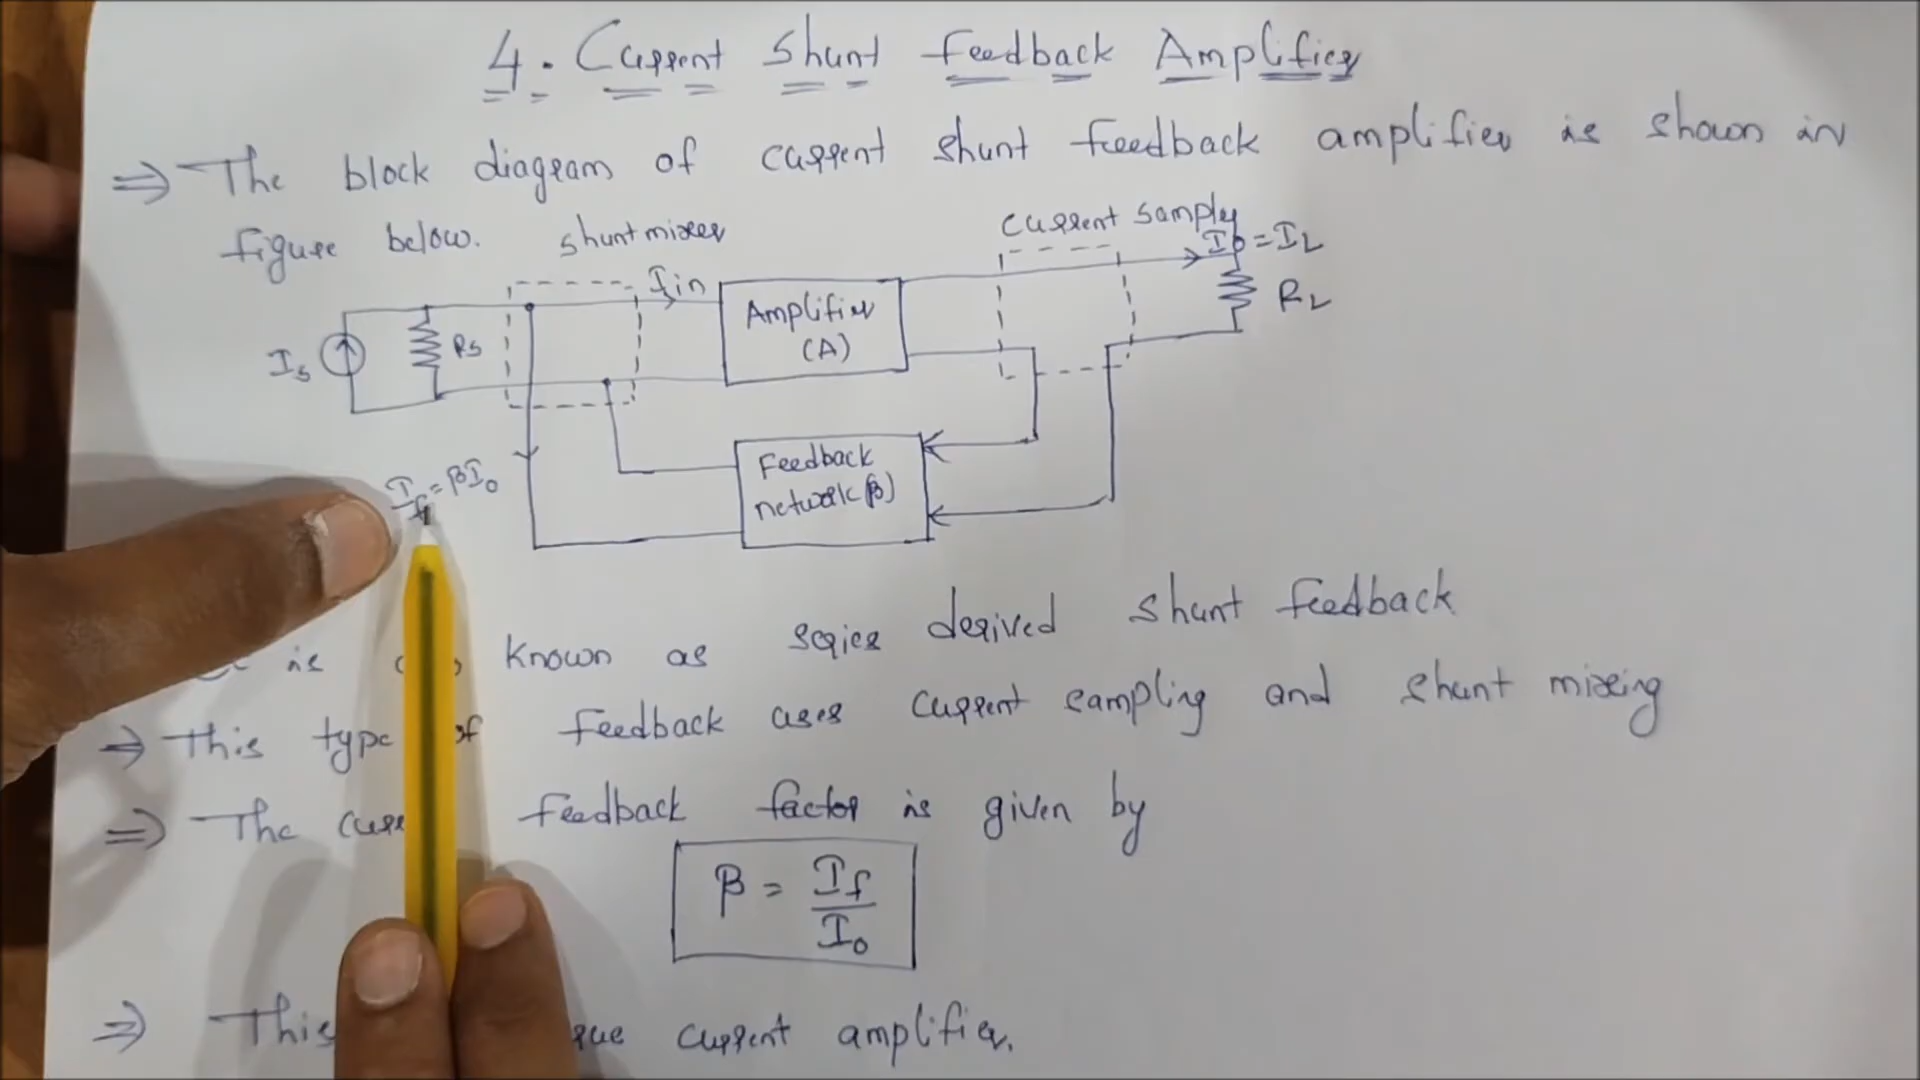 4. Current Shunt Feedback Amplifier
⇒ The block diagram of current shunt feedback amplifier is shown in
figure below.
shunt mixer
Current sampler
Iin
Io = IL
Amplifier
(A)
RL
Is
Rs
Feedback
network(β)
If = βIo
is known as series derived shunt feedback
⇒ This type of feedback uses current sampling and shunt mixing
⇒ The feedback factor is given by
β = If / Io
⇒ This current amplifier.